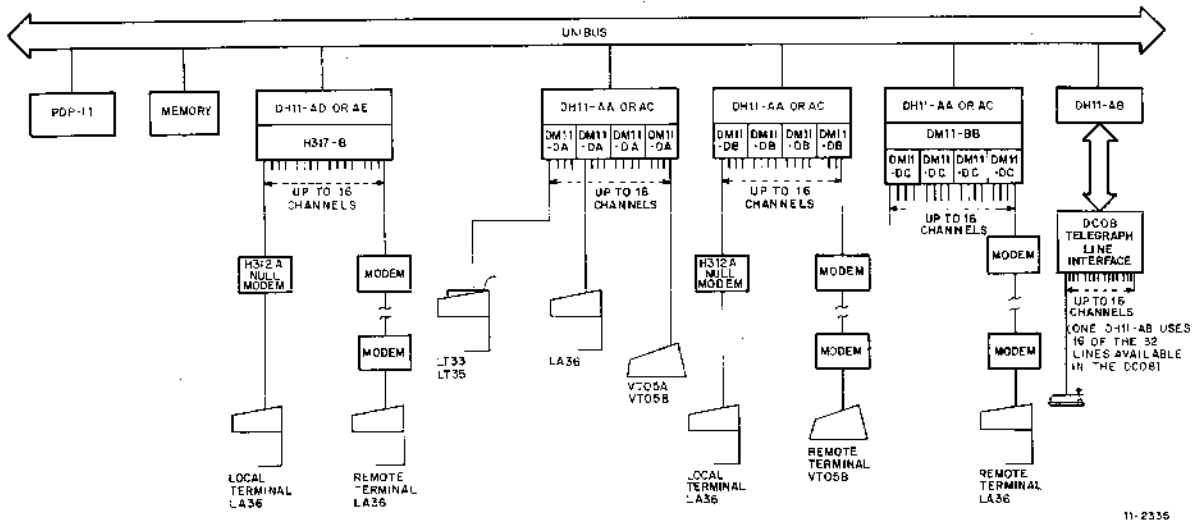 UNIBUS
PDP-11
MEMORY
DH11-AD OR AE
H317-B
UP TO 16
CHANNELS
H312A
NULL
MODEM
MODEM
MODEM
LOCAL
TERMINAL
LA36
REMOTE
TERMINAL
LA36
DH11-AA OR AC
DM11 DM11 DM11 DM11
-DA -DA -DA -DA
UP TO 16
CHANNELS
LT33
LT35
LA36
VT05A
VT05B
DH11-AA OR AC
DM11 DM11 DM11 DM11
-DB -DB -DB -DB
UP TO 16
CHANNELS
H312A
NULL
MODEM
MODEM
MODEM
LOCAL
TERMINAL
LA36
REMOTE
TERMINAL
VT05B
DH11-AA OR AC
DM11-BB
DM11 DM11 DM11 DM11
-DC -DC -DC -DC
UP TO 16
CHANNELS
MODEM
MODEM
REMOTE
TERMINAL
LA36
DH11-AB
DC08
TELEGRAPH
LINE
INTERFACE
UP TO 16
CHANNELS
(ONE DH11-AB USES
16 OF THE 32
LINES AVAILABLE
IN THE DC08)
11-2335